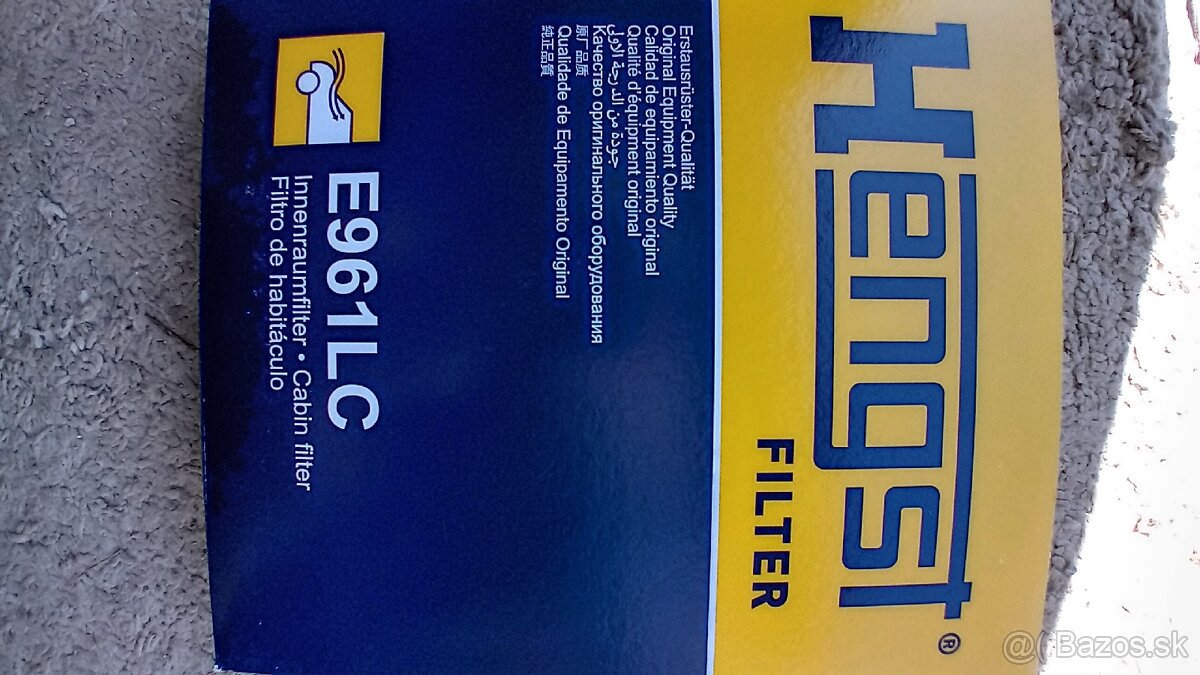 Hengst®
FILTER
Erstausrüster-Qualität
Original Equipment Quality
Calidad de equipamiento original
Qualité d'équipment original
جودة من الدرجة الاولى
Качество оригинального оборудования
原厂品质
Qualidade de Equipamento Original
純正品質
E961LC
Innenraumfilter • Cabin filter
Filtro de habitáculo
Bazos.sk